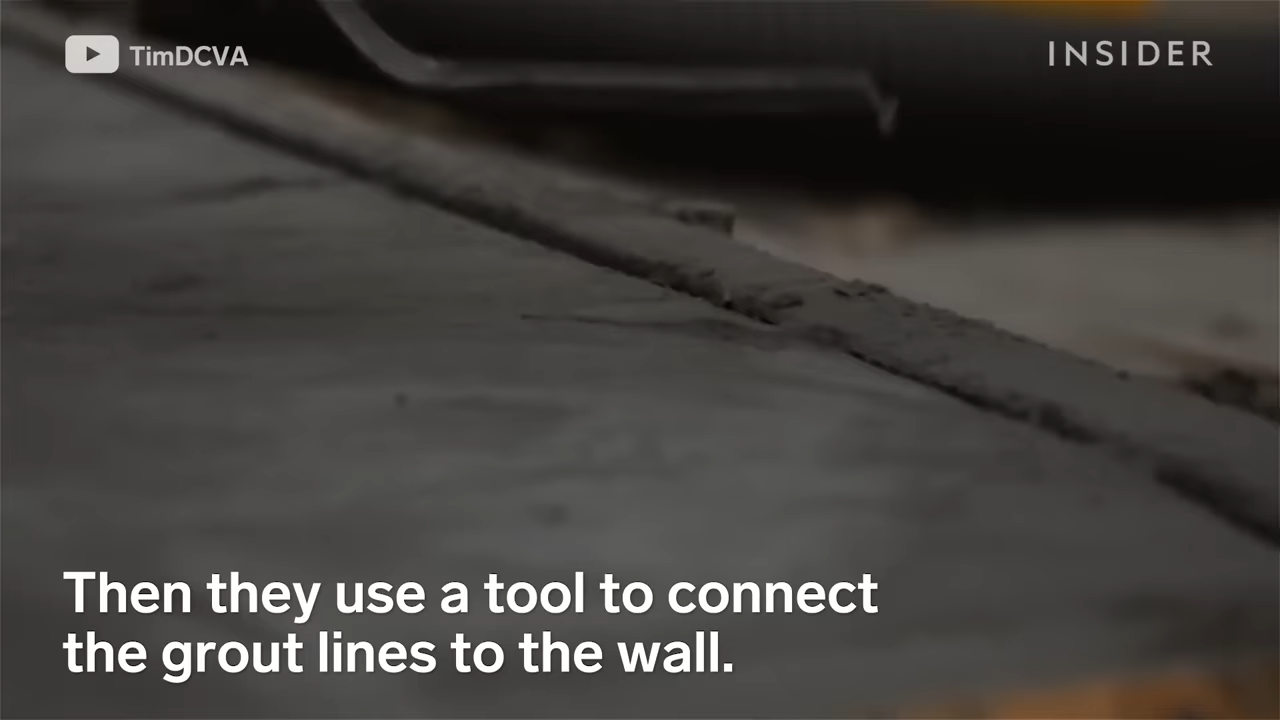 TimDCVA
INSIDER
Then they use a tool to connect
the grout lines to the wall.